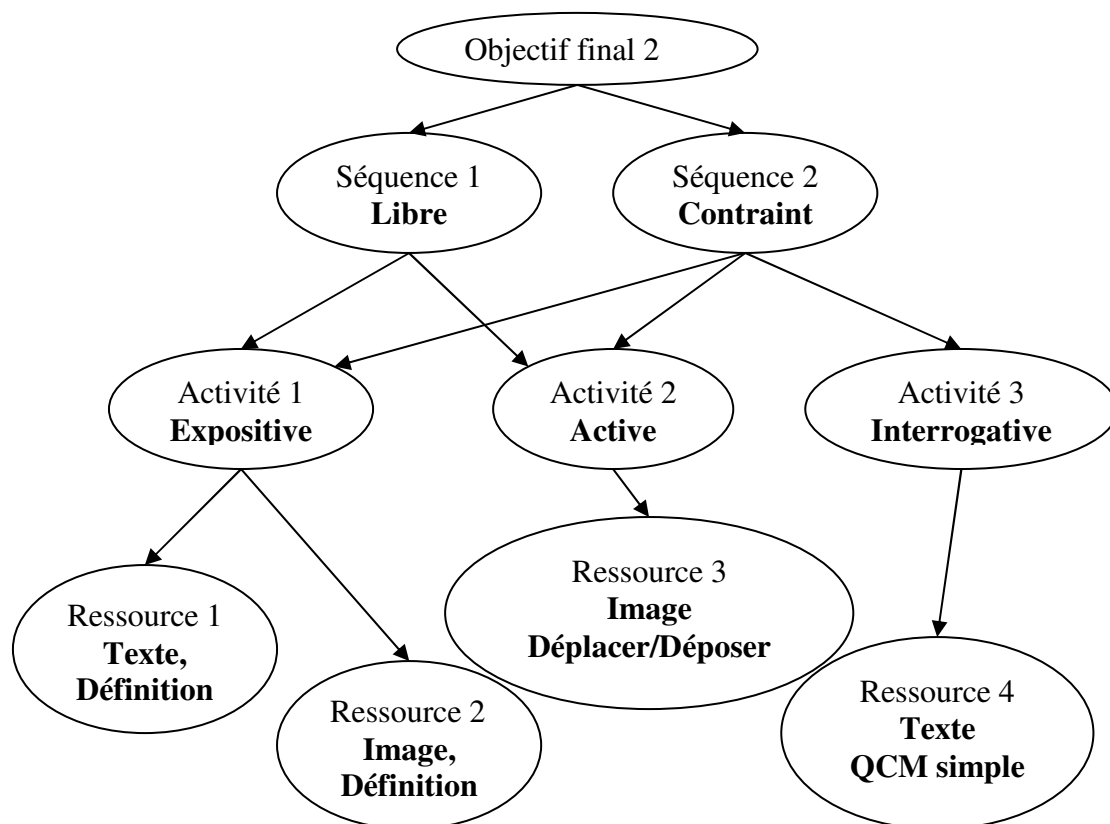 Objectif final 2
Séquence 1
Libre
Séquence 2
Contraint
Activité 1
Expositive
Activité 2
Active
Activité 3
Interrogative
Ressource 1
Texte,
Définition
Ressource 2
Image,
Définition
Ressource 3
Image
Déplacer/Déposer
Ressource 4
Texte
QCM simple